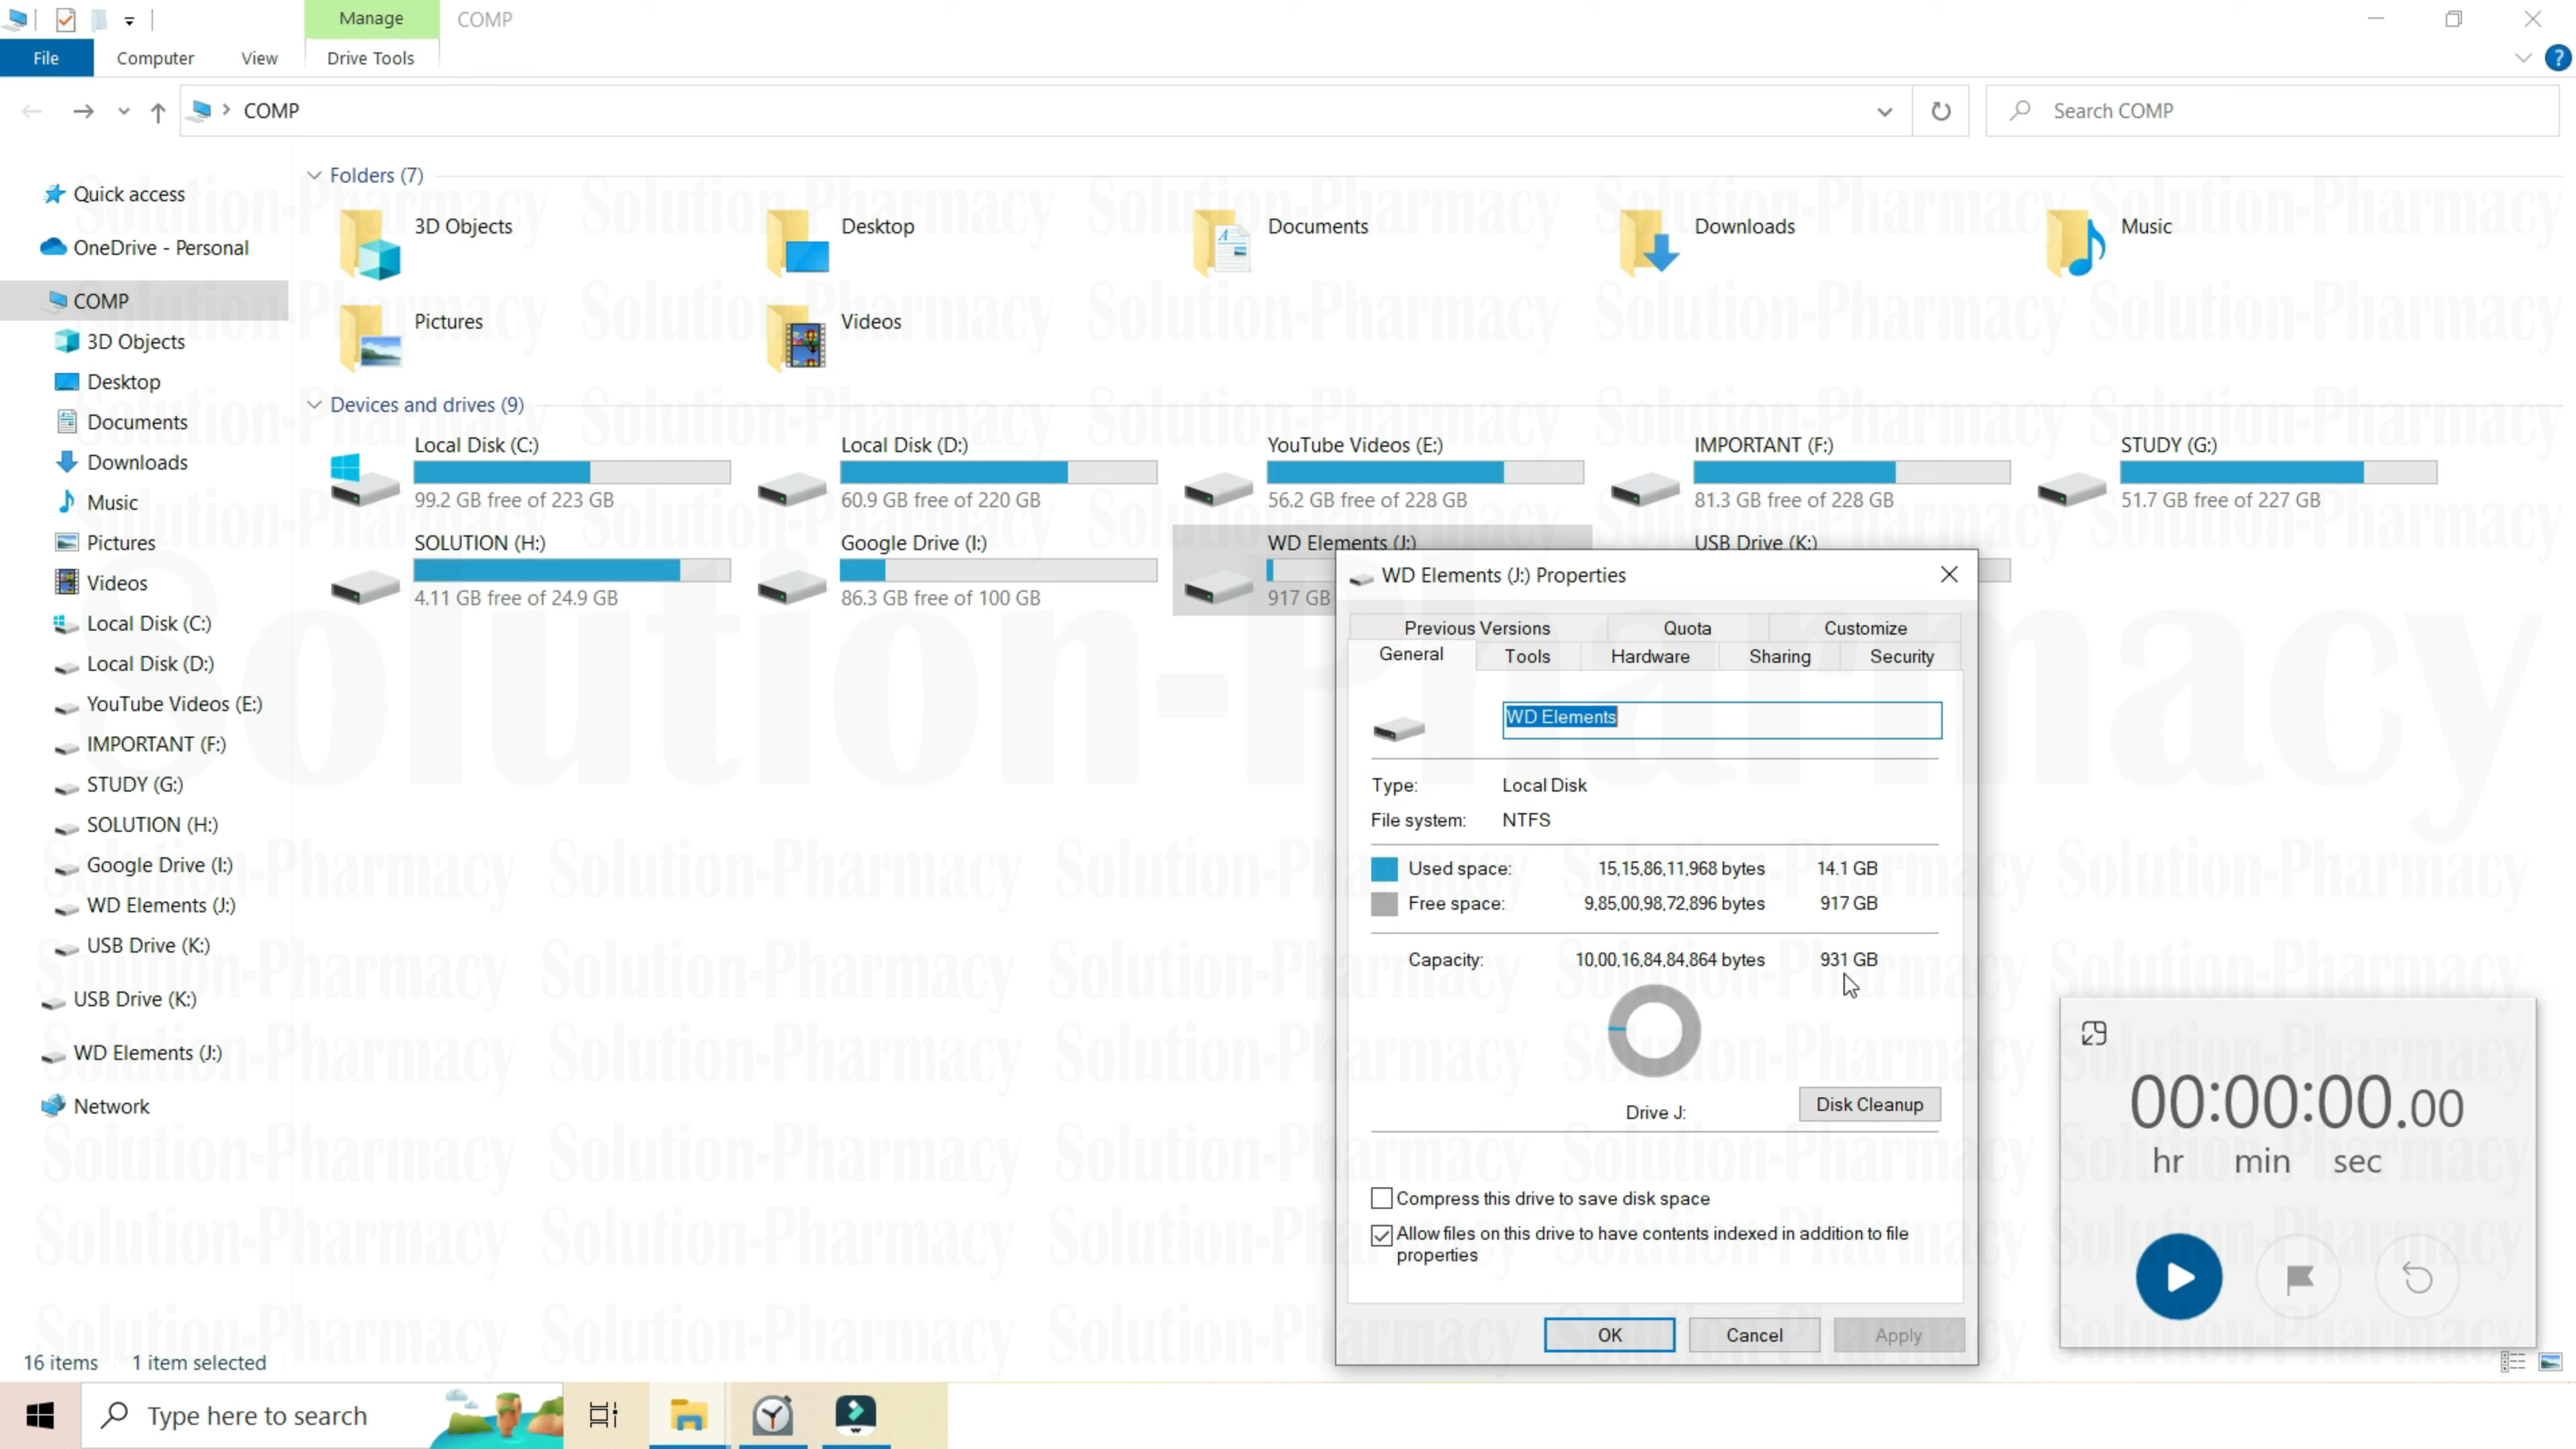 Manage
COMP
File
Computer
View
Drive Tools
COMP
Search COMP
Quick access
OneDrive - Personal
COMP
3D Objects
Desktop
Documents
Downloads
Music
Pictures
Videos
Local Disk (C:)
Local Disk (D:)
YouTube Videos (E:)
IMPORTANT (F:)
STUDY (G:)
SOLUTION (H:)
Google Drive (I:)
WD Elements (J:)
USB Drive (K:)
USB Drive (K:)
WD Elements (J:)
Network
Folders (7)
3D Objects
Desktop
Documents
Downloads
Music
Pictures
Videos
Devices and drives (9)
Local Disk (C:)
99.2 GB free of 223 GB
Local Disk (D:)
60.9 GB free of 220 GB
YouTube Videos (E:)
56.2 GB free of 228 GB
IMPORTANT (F:)
81.3 GB free of 228 GB
STUDY (G:)
51.7 GB free of 227 GB
SOLUTION (H:)
4.11 GB free of 24.9 GB
Google Drive (I:)
86.3 GB free of 100 GB
WD Elements (J:)
917 GB
USB Drive (K:)
WD Elements (J:) Properties
Previous Versions
Quota
Customize
General
Tools
Hardware
Sharing
Security
WD Elements
Type: Local Disk
File system: NTFS
Used space: 15,15,86,11,968 bytes 14.1 GB
Free space: 9,85,00,98,72,896 bytes 917 GB
Capacity: 10,00,16,84,84,864 bytes 931 GB
Drive J:
Disk Cleanup
Compress this drive to save disk space
Allow files on this drive to have contents indexed in addition to file
properties
OK
Cancel
Apply
00:00:00.00
hr min sec
16 items
1 item selected
Type here to search
Solution-Pharmacy